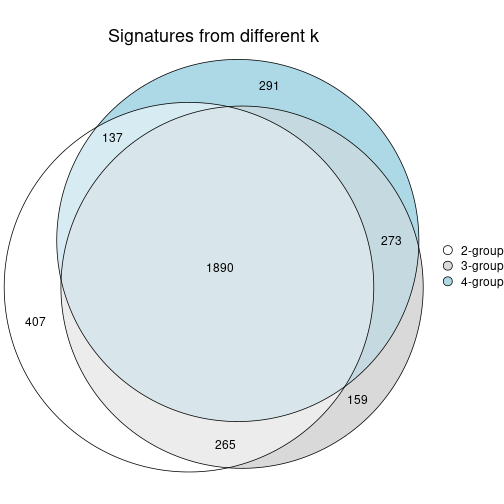 Signatures from different k
291
137
273
1890
407
159
265
2-group
3-group
4-group